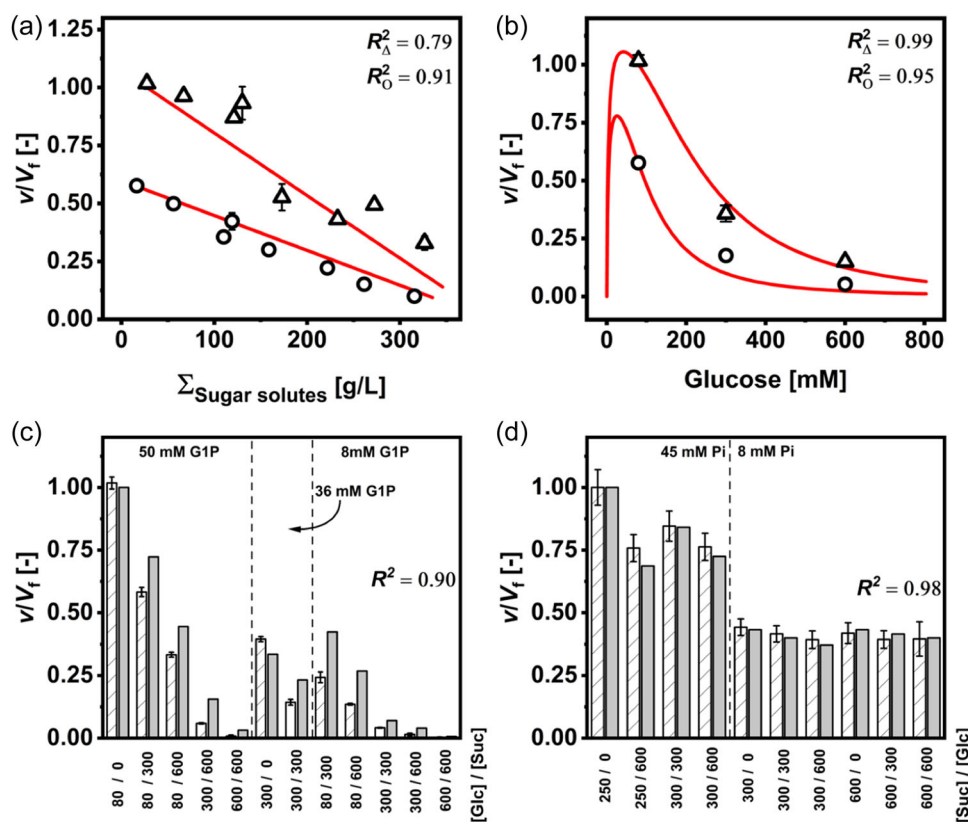 (a)
1.25
1.00
0.75
0.50
0.25
0.00
v/Vf [-]
R²Δ = 0.79
R²O = 0.91
0 100 200 300
ΣSugar solutes [g/L]
(b)
1.00
0.75
0.50
0.25
0.00
v/Vf [-]
R²Δ = 0.99
R²O = 0.95
0 200 400 600 800
Glucose [mM]
(c)
50 mM G1P
8mM G1P
36 mM G1P
1.00
0.75
0.50
0.25
0.00
v/Vf [-]
R² = 0.90
80 / 0
80 / 300
80 / 600
300 / 600
600 / 600
300 / 0
300 / 300
80 / 300
80 / 600
300 / 300
300 / 600
600 / 600
[Glc] / [Suc]
(d)
45 mM Pi
8 mM Pi
1.00
0.75
0.50
0.25
0.00
v/Vf [-]
R² = 0.98
250 / 0
250 / 600
300 / 300
600 / 600
300 / 0
300 / 300
300 / 600
600 / 0
600 / 300
600 / 600
[Suc] / [Glc]